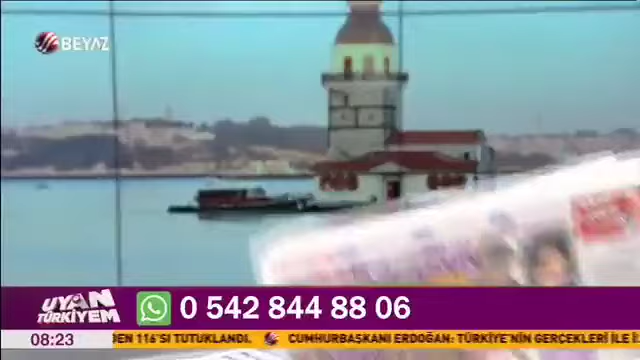 BEYAZ
UYAN
TÜRKİYEM
0 542 844 88 06
08:23
DEN 116'SI TUTUKLANDI.
CUMHURBAŞKANI ERDOĞAN: TÜRKİYE'NİN GERÇEKLERİ İLE